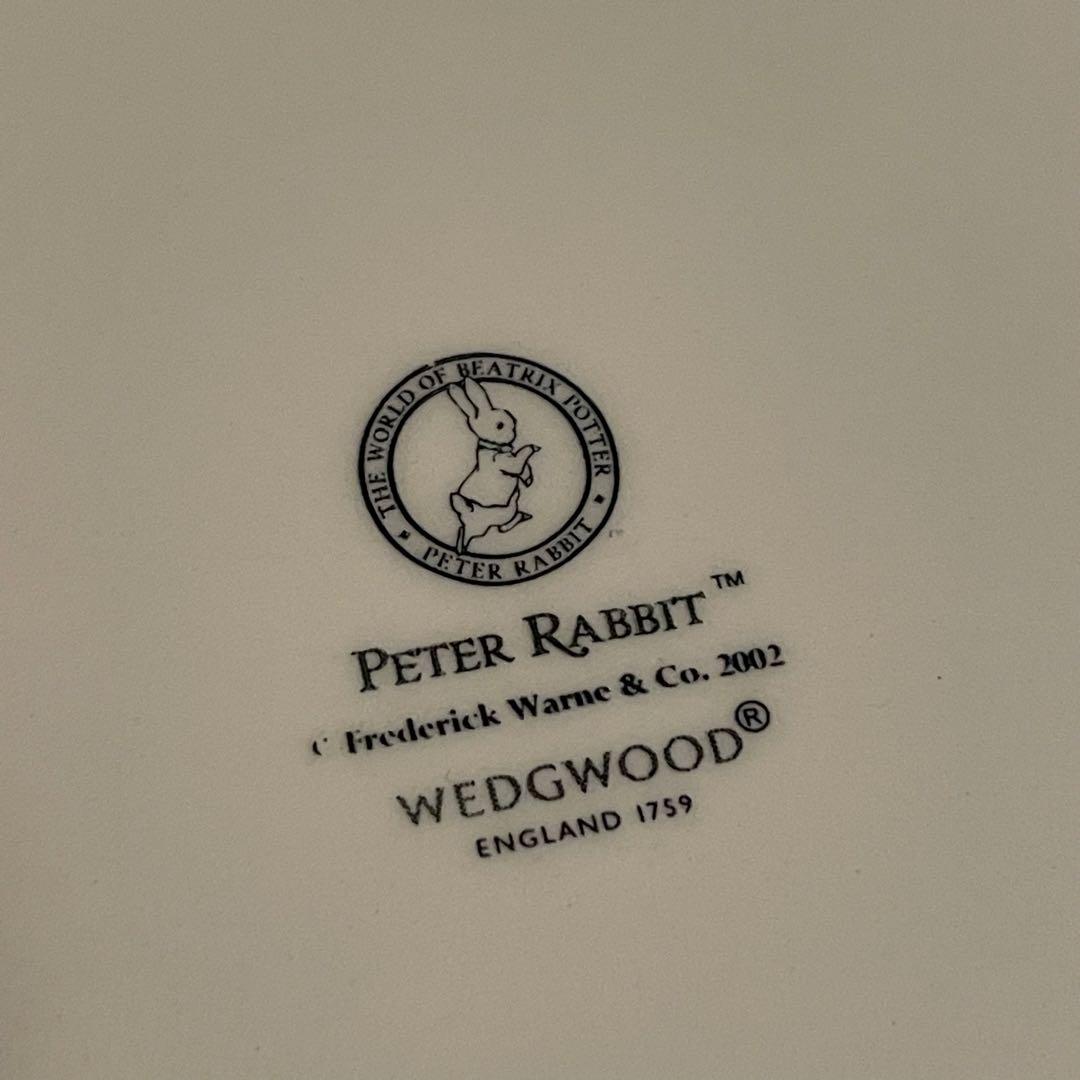 THE WORLD OF BEATRIX POTTER
PETER RABBIT
PETER RABBIT™
© Frederick Warne & Co. 2002
WEDGWOOD®
ENGLAND 1759